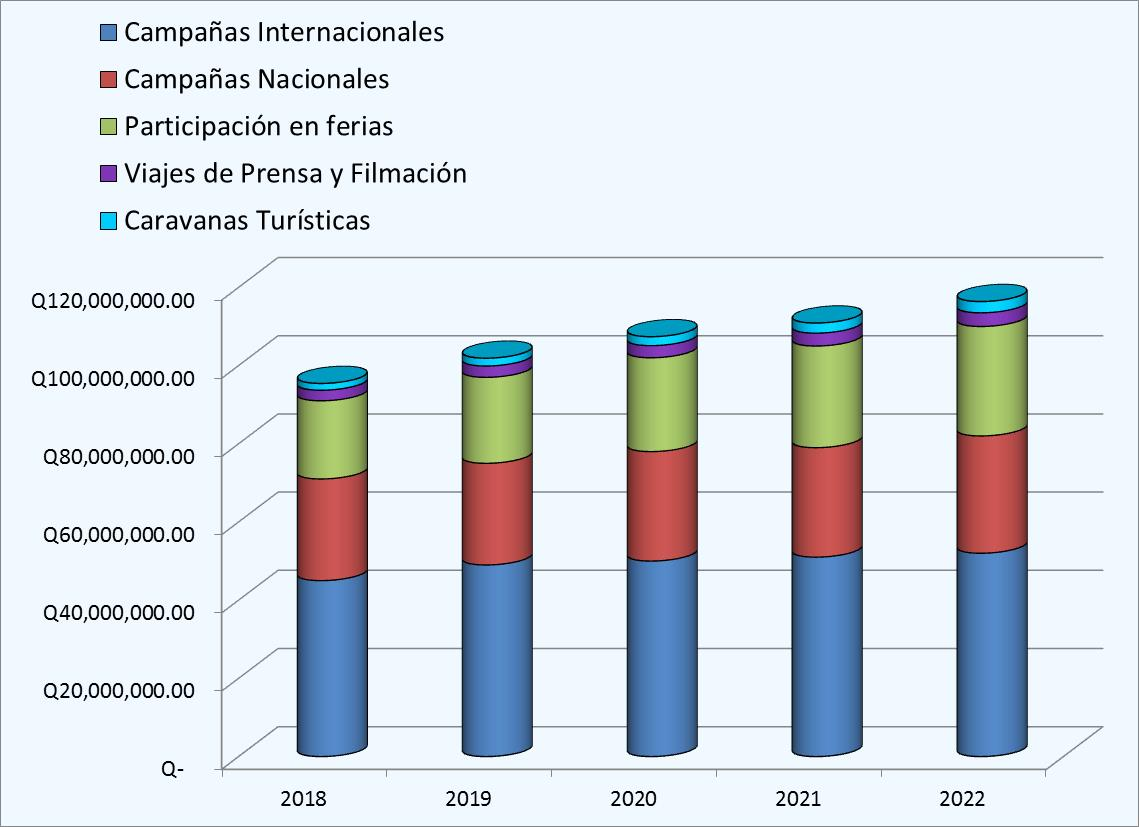 Campañas Internacionales
Campañas Nacionales
Participación en ferias
Viajes de Prensa y Filmación
Caravanas Turísticas
Q120,000,000.00
Q100,000,000.00
Q80,000,000.00
Q60,000,000.00
Q40,000,000.00
Q20,000,000.00
Q-
2018 2019 2020 2021 2022